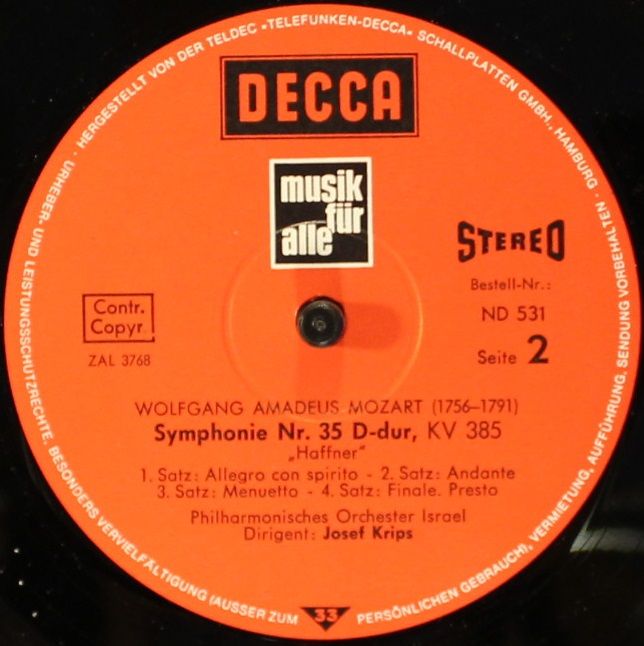 HERGESTELLT VON DER TELDEC »TELEFUNKEN-DECCA« SCHALLPLATTEN GMBH., HAMBURG · URHEBER- UND LEISTUNGSSCHUTZRECHTE, BESONDERS VERVIELFÄLTIGUNG (AUSSER ZUM PERSÖNLICHEN GEBRAUCH), VERMIETUNG, AUFFÜHRUNG, SENDUNG VORBEHALTEN ·
DECCA
musik
für
alle
STEREO
Bestell-Nr.:
ND 531
Seite 2
Contr.
Copyr.
ZAL 3768
WOLFGANG AMADEUS MOZART (1756–1791)
Symphonie Nr. 35 D-dur, KV 385
„Haffner"
1. Satz: Allegro con spirito - 2. Satz: Andante
3. Satz: Menuetto - 4. Satz: Finale. Presto
Philharmonisches Orchester Israel
Dirigent: Josef Krips
33